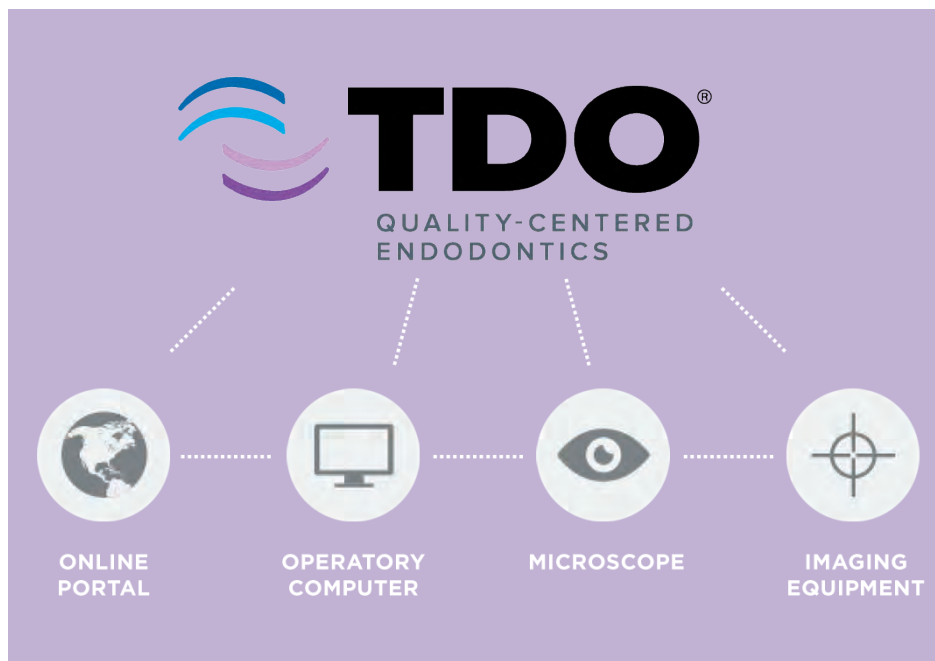 TDO®
QUALITY-CENTERED
ENDODONTICS
ONLINE
PORTAL
OPERATORY
COMPUTER
MICROSCOPE
IMAGING
EQUIPMENT